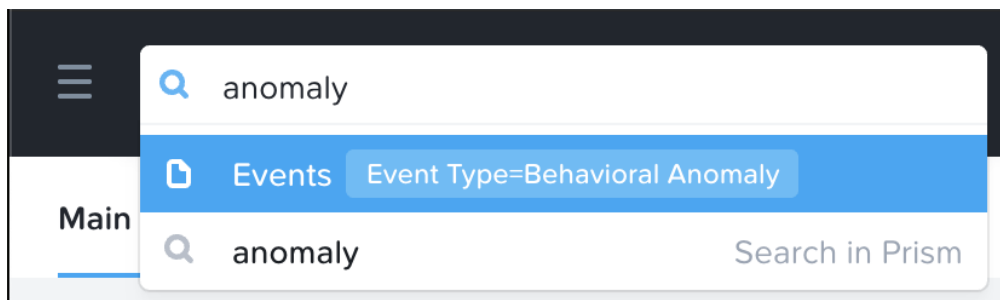 anomaly
Events Event Type=Behavioral Anomaly
Main
anomaly Search in Prism